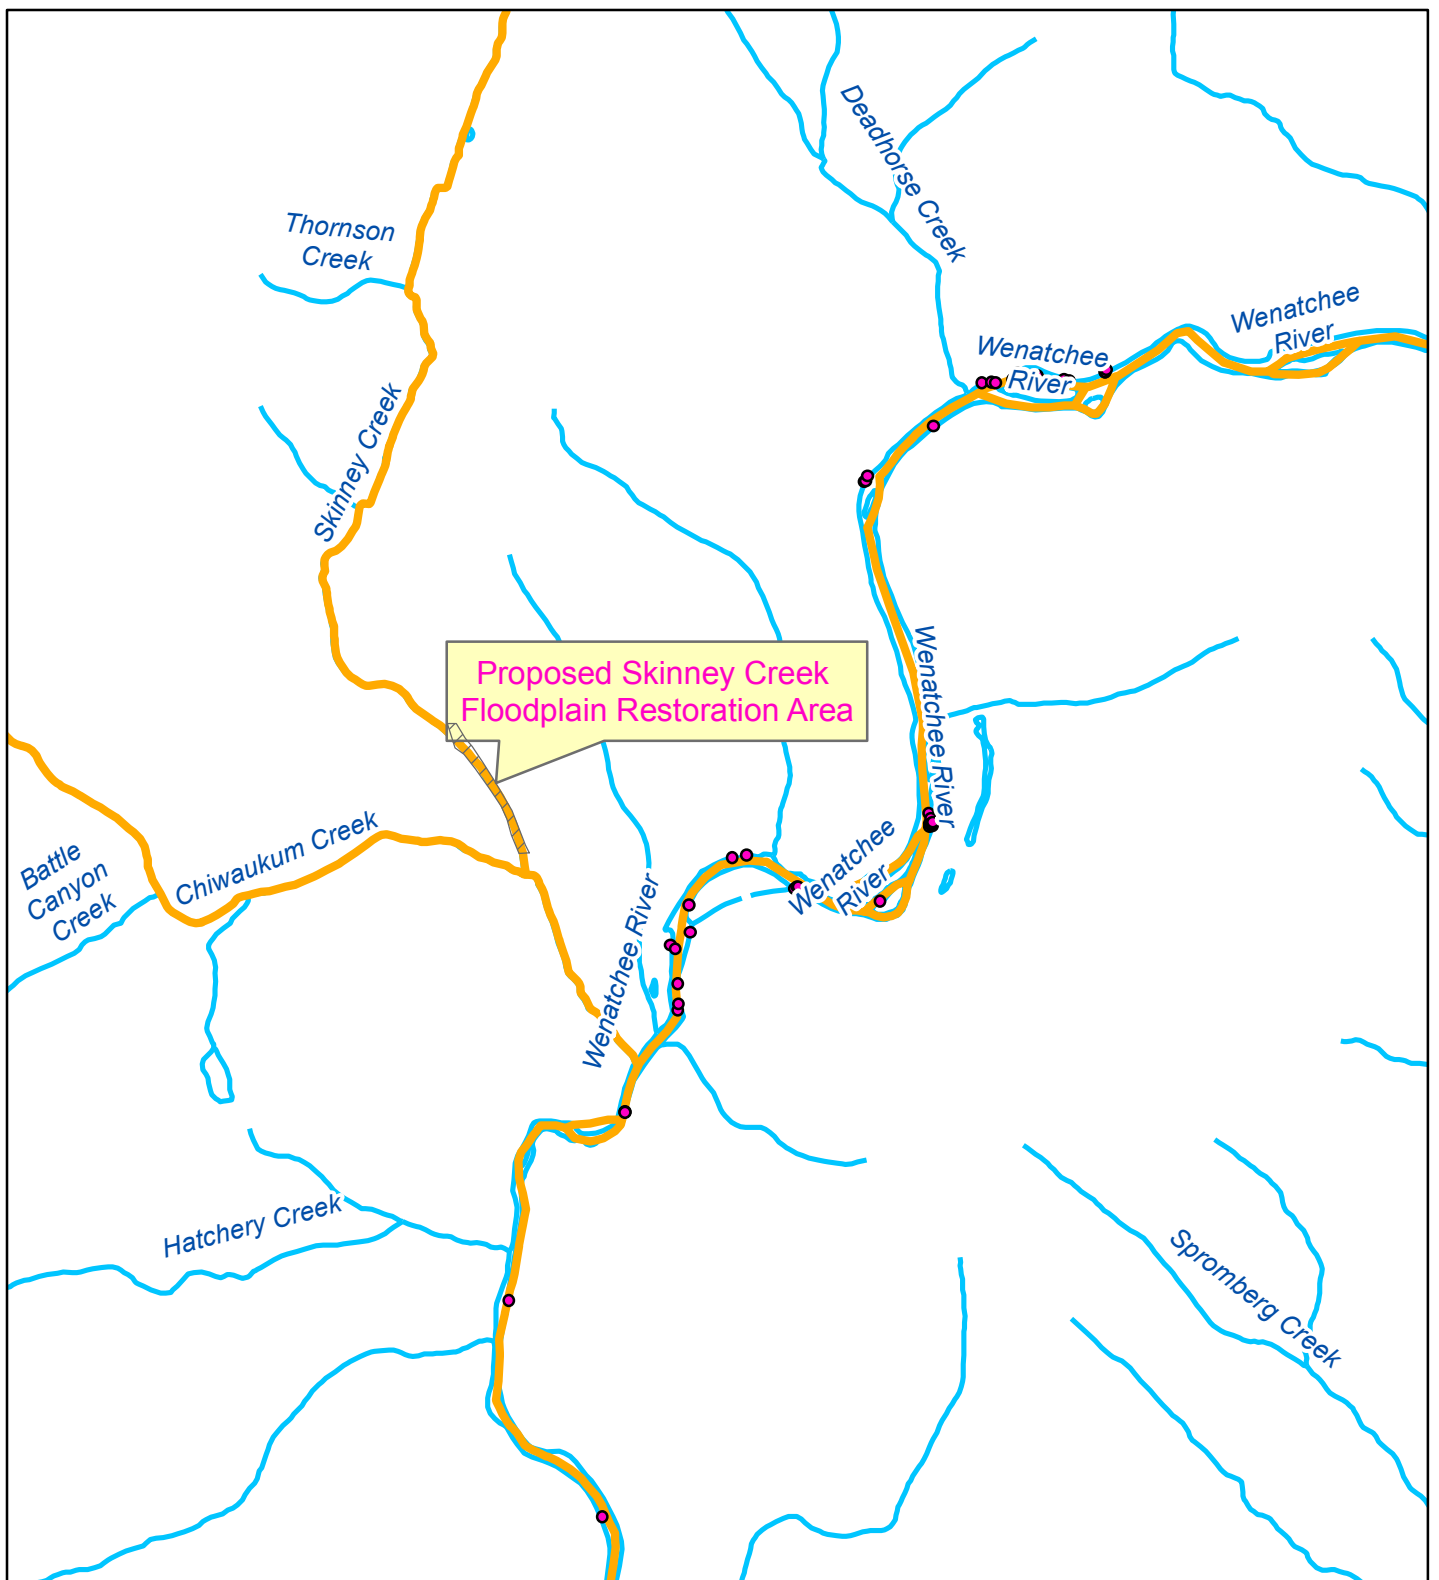 Deadhorse Creek
Thornson
Creek
Wenatchee
River
Wenatchee
River
Skinney Creek
Proposed Skinney Creek
Floodplain Restoration Area
Wenatchee River
Battle
Canyon
Creek
Chiwaukum Creek
Wenatchee
River
Wenatchee River
Hatchery Creek
Spromberg Creek